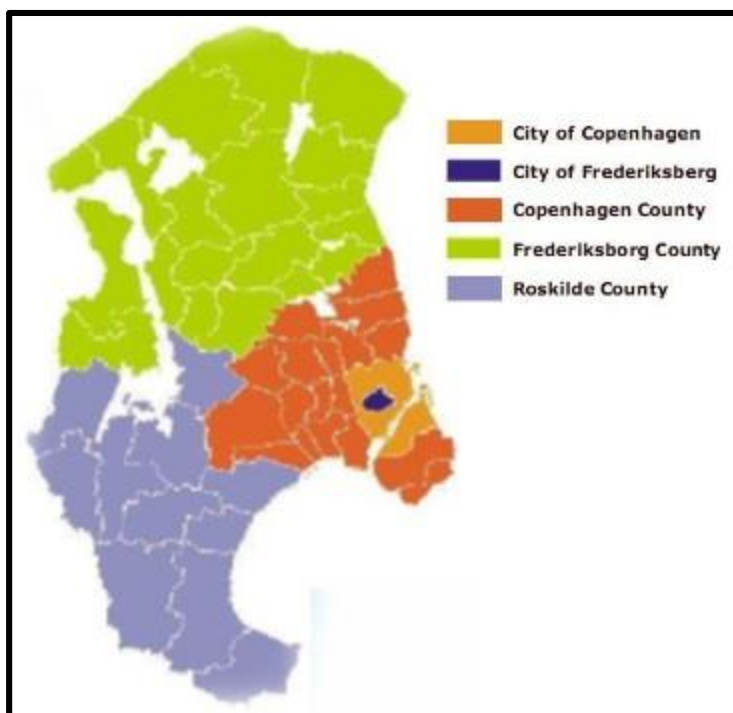 City of Copenhagen
City of Frederiksberg
Copenhagen County
Frederiksborg County
Roskilde County